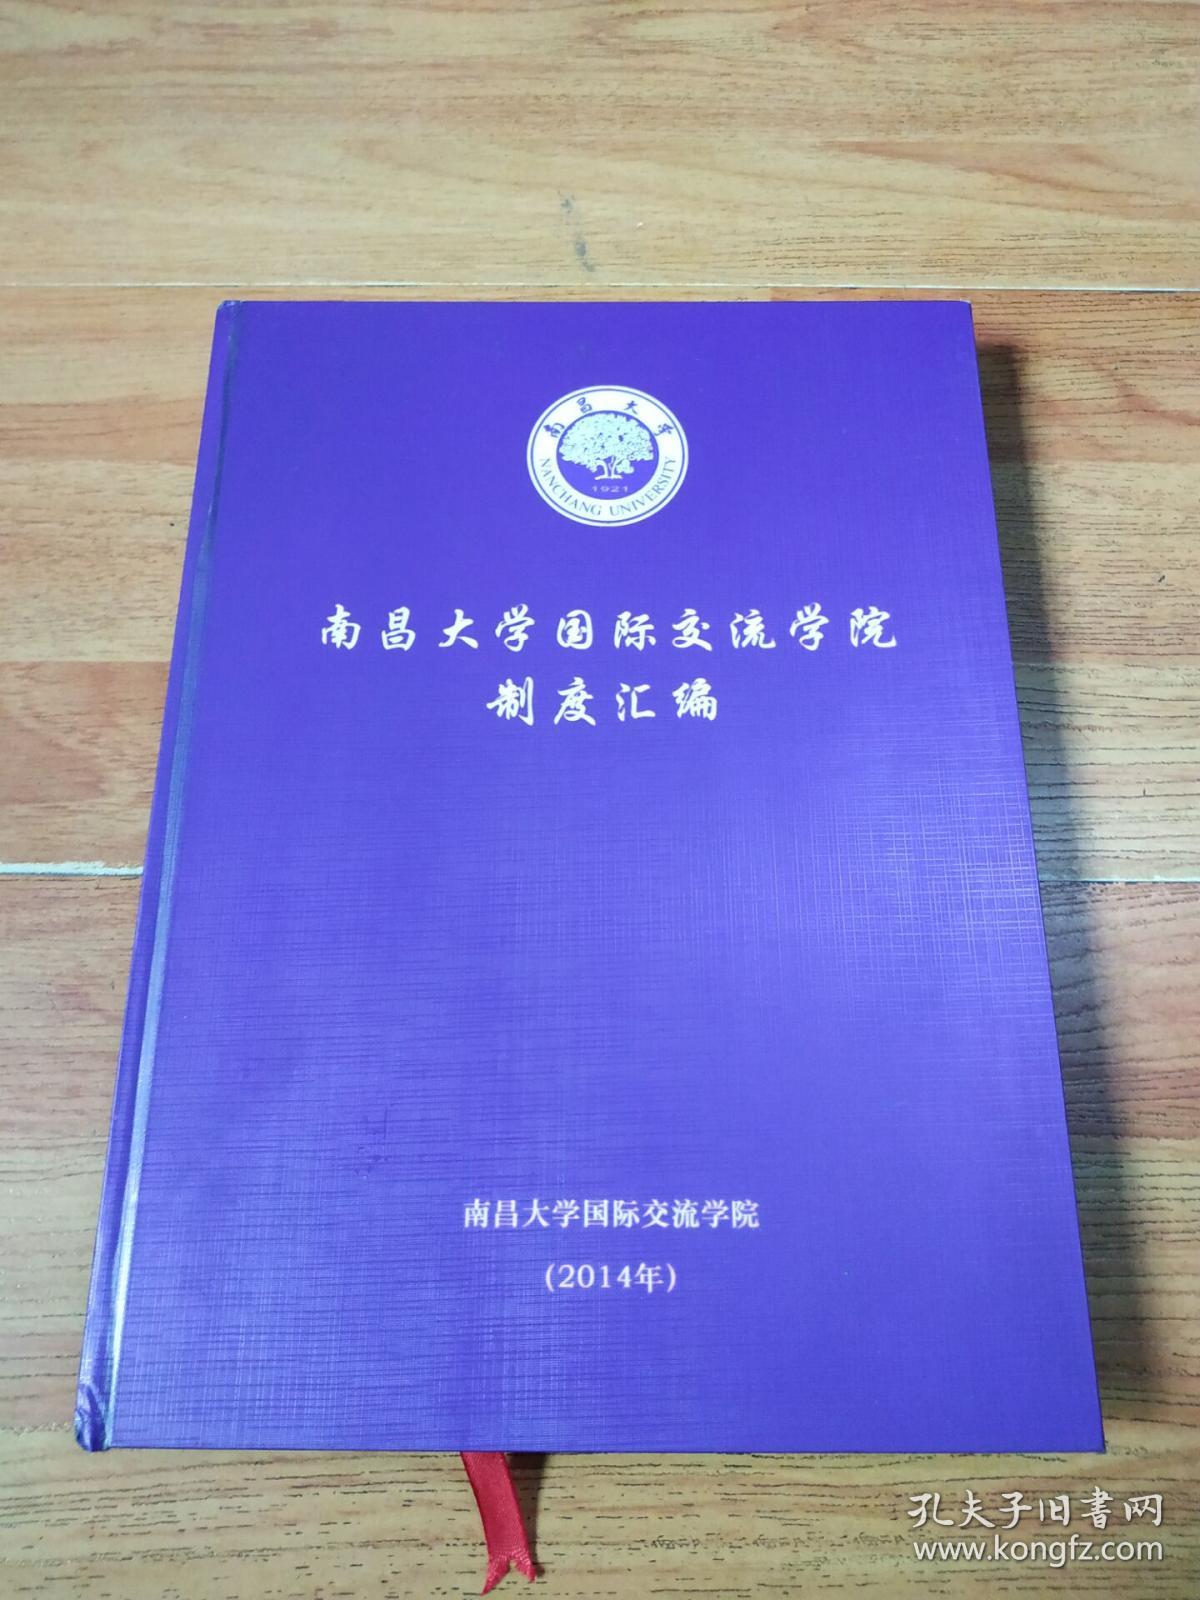 南昌大学
1921
NANCHANG UNIVERSITY
南昌大学国际交流学院
制度汇编
南昌大学国际交流学院
(2014年)
孔夫子旧書网
www.kongfz.com